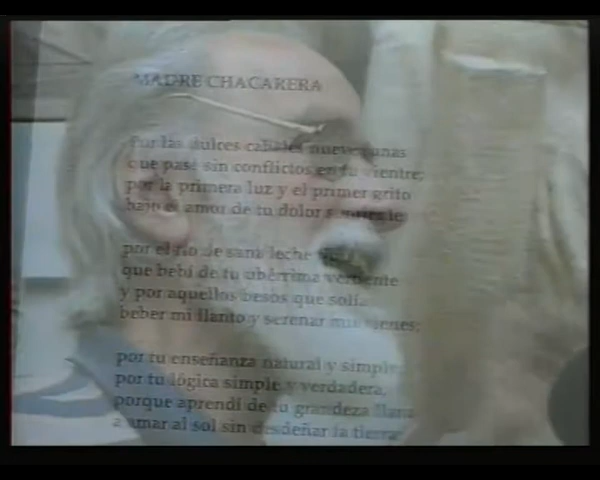 MADRE CHACARERA
Por las dulces cabales nueve lunas
que pasé sin conflictos en tu vientre;
por la primera luz y el primer grito
bajo el amor de tu dolor
por el río de sana leche
que bebí de tu ubérrima vertiente
y por aquellos besos que solían
beber mi llanto y serenar mis sienes;
por tu enseñanza natural y simple,
por tu lógica simple y verdadera,
porque aprendí de tu grandeza llana
a amar al sol sin desdeñar la tierra